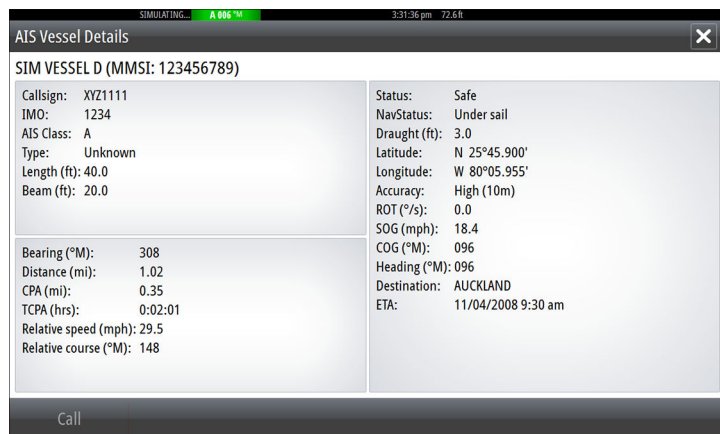 SIMULATING... A 006 °M 3:31:36 pm 72.6 ft
AIS Vessel Details
SIM VESSEL D (MMSI: 123456789)
Callsign: XYZ1111
IMO: 1234
AIS Class: A
Type: Unknown
Length (ft): 40.0
Beam (ft): 20.0
Bearing (°M): 308
Distance (mi): 1.02
CPA (mi): 0.35
TCPA (hrs): 0:02:01
Relative speed (mph): 29.5
Relative course (°M): 148
Status: Safe
NavStatus: Under sail
Draught (ft): 3.0
Latitude: N 25°45.900'
Longitude: W 80°05.955'
Accuracy: High (10m)
ROT (°/s): 0.0
SOG (mph): 18.4
COG (°M): 096
Heading (°M): 096
Destination: AUCKLAND
ETA: 11/04/2008 9:30 am
Call